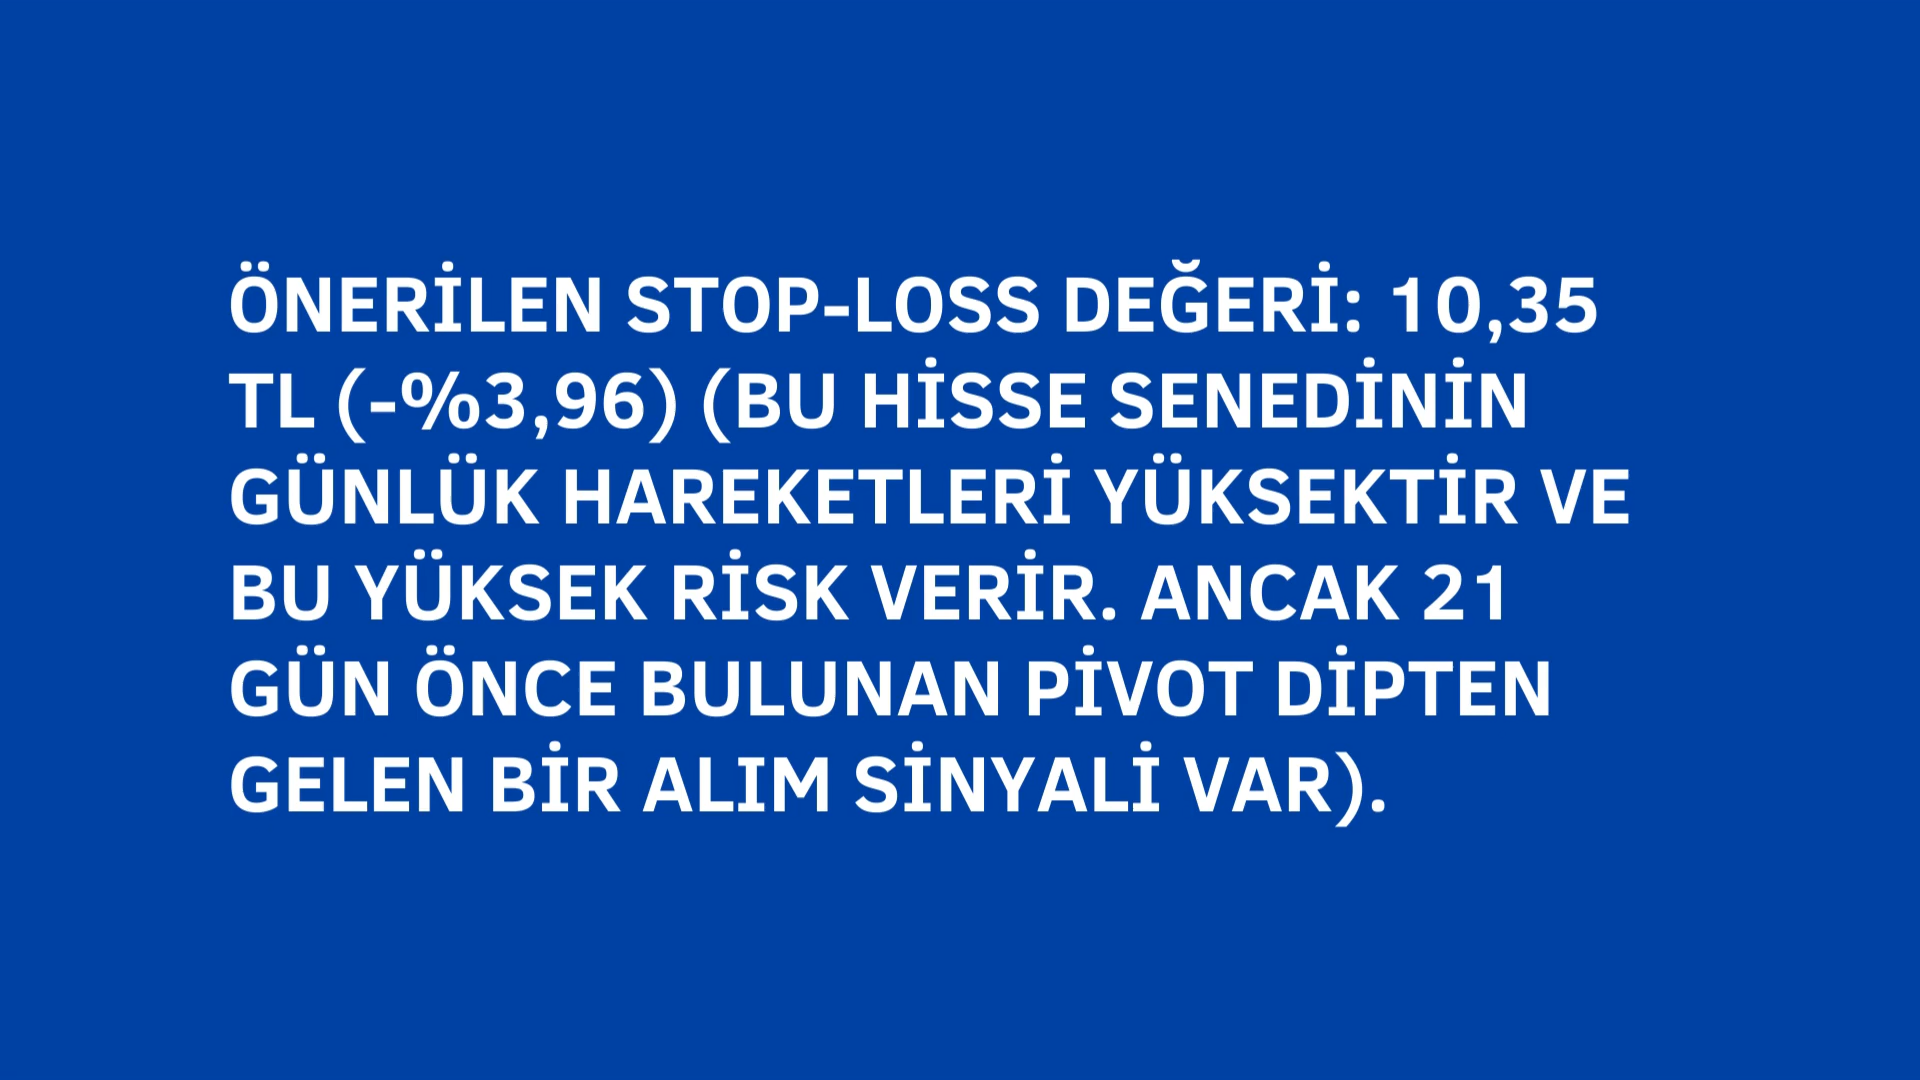 ÖNERİLEN STOP-LOSS DEĞERİ: 10,35
TL (-%3,96) (BU HİSSE SENEDİNİN
GÜNLÜK HAREKETLERİ YÜKSEKTİR VE
BU YÜKSEK RİSK VERİR. ANCAK 21
GÜN ÖNCE BULUNAN PİVOT DİPTEN
GELEN BİR ALIM SİNYALİ VAR).